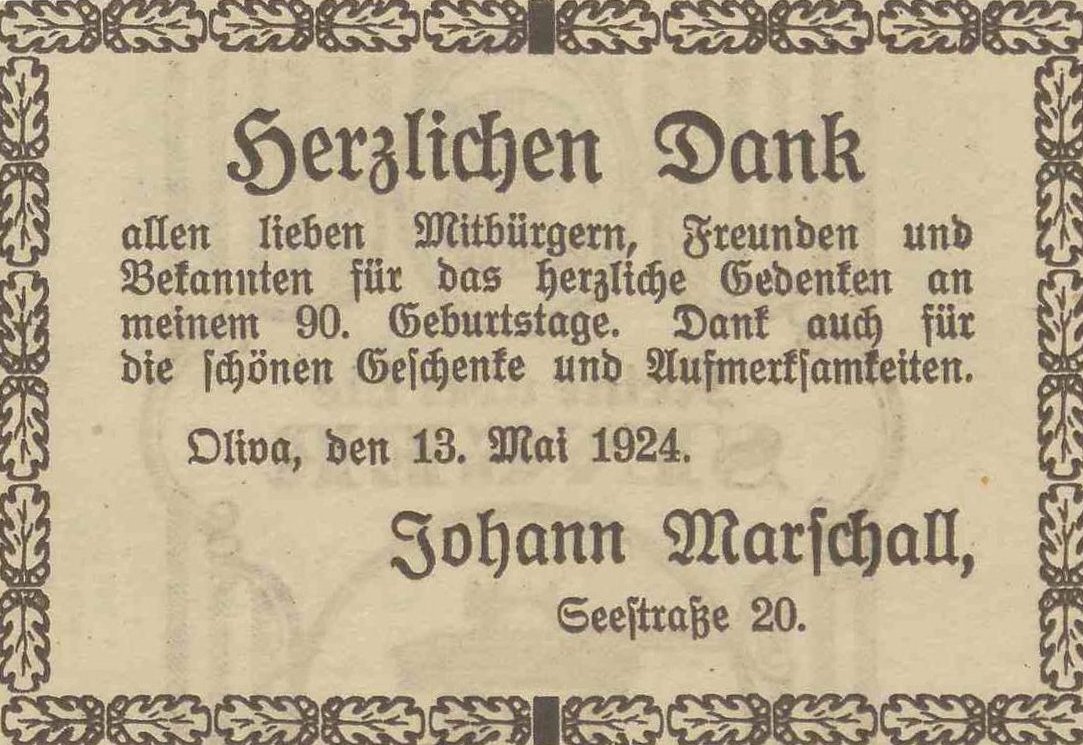 Herzlichen Dank
allen lieben Mitbürgern, Freunden und
Bekannten für das herzliche Gedenken an
meinem 90. Geburtstage. Dank auch für
die schönen Geschenke und Aufmerksamkeiten.
Oliva, den 13. Mai 1924.
Johann Marschall,
Seestraße 20.